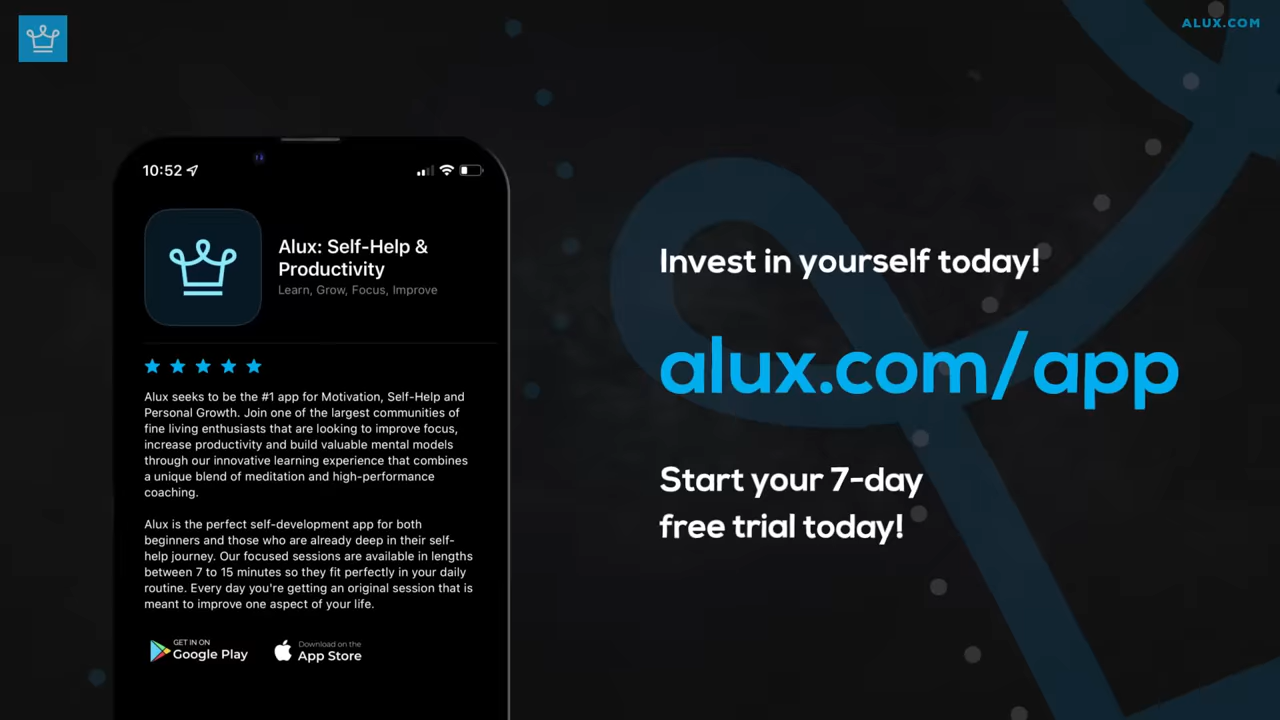 ALUX.COM
10:52
Alux: Self-Help &
Productivity
Learn, Grow, Focus, Improve
Alux seeks to be the #1 app for Motivation, Self-Help and
Personal Growth. Join one of the largest communities of
fine living enthusiasts that are looking to improve focus,
increase productivity and build valuable mental models
through our innovative learning experience that combines
a unique blend of meditation and high-performance
coaching.
Alux is the perfect self-development app for both
beginners and those who are already deep in their self-
help journey. Our focused sessions are available in lengths
between 7 to 15 minutes so they fit perfectly in your daily
routine. Every day you're getting an original session that is
meant to improve one aspect of your life.
GET IN ON
Google Play
Download on the
App Store
Invest in yourself today!
alux.com/app
Start your 7-day
free trial today!